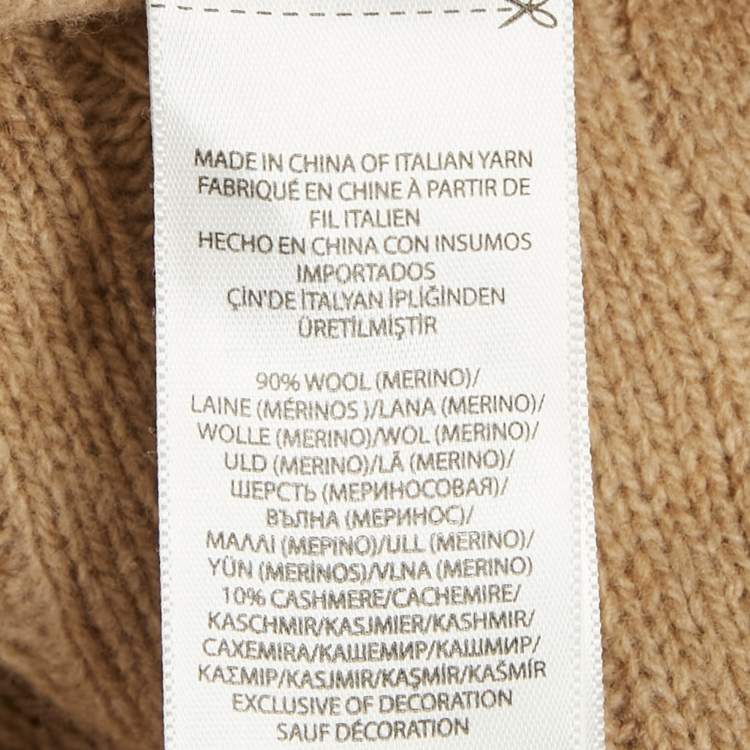 MADE IN CHINA OF ITALIAN YARN
FABRIQUÉ EN CHINE À PARTIR DE
FIL ITALIEN
HECHO EN CHINA CON INSUMOS
IMPORTADOS
ÇİN'DE İTALYAN İPLİĞİNDEN
ÜRETİLMİŞTİR
90% WOOL (MERINO)/
LAINE (MÉRINOS )/LANA (MERINO)/
WOLLE (MERINO)/WOL (MERINO)/
ULD (MERINO)/LÃ (MERINO)/
ШЕРСТЬ (МЕРИНОСОВАЯ)/
ВЪЛНА (МЕРИНОС)/
ΜΑΛΛΙ (ΜΕΡΙΝΟ)/ULL (MERINO)/
YÜN (MERİNOS)/VLNA (MERINO)
10% CASHMERE/CACHEMIRE/
KASCHMIR/KASJMIER/KASHMIR/
CAXEMIRA/КАШЕМИР/КАШМИР/
ΚΑΣΜΙΡ/KASJMIR/KAŞMİR/KAŠMÍR
EXCLUSIVE OF DECORATION
SAUF DÉCORATION